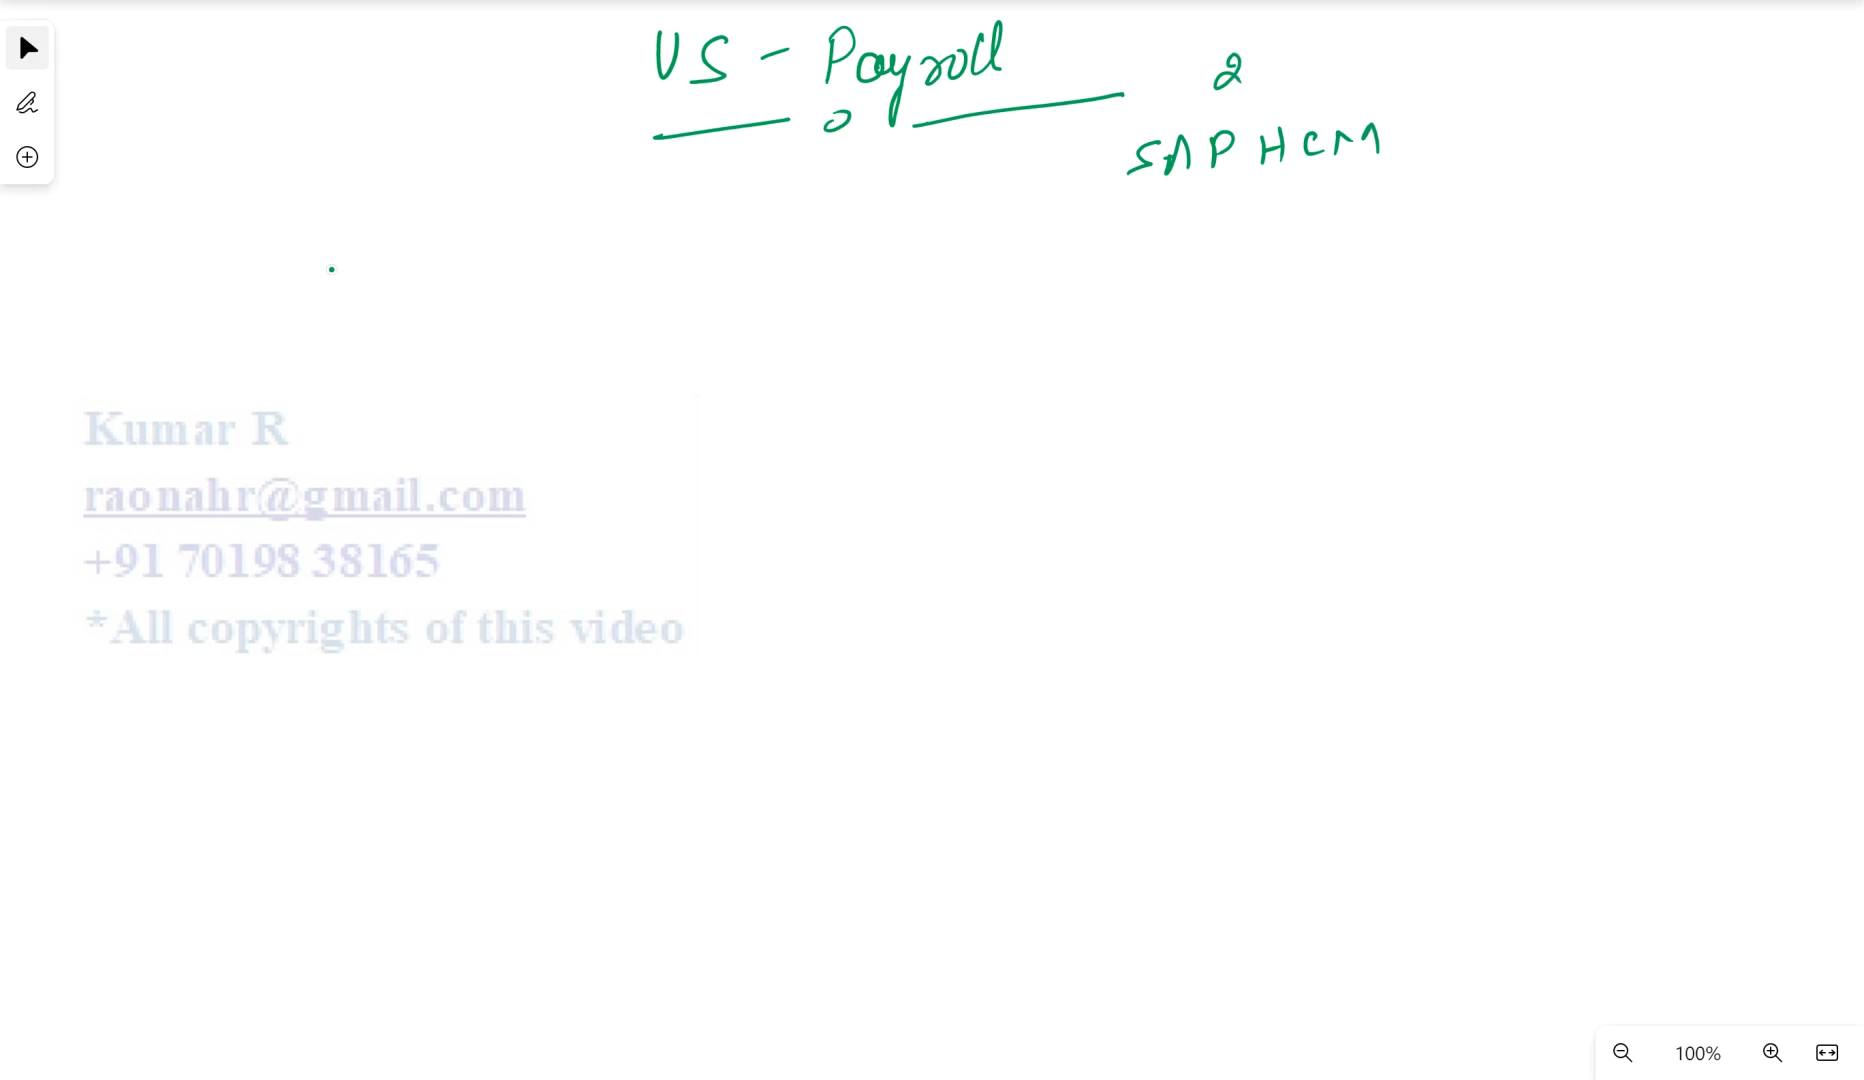 US - Payroll
2
SAP HCM
Kumar R
raonahr@gmail.com
+91 70198 38165
*All copyrights of this video
100%